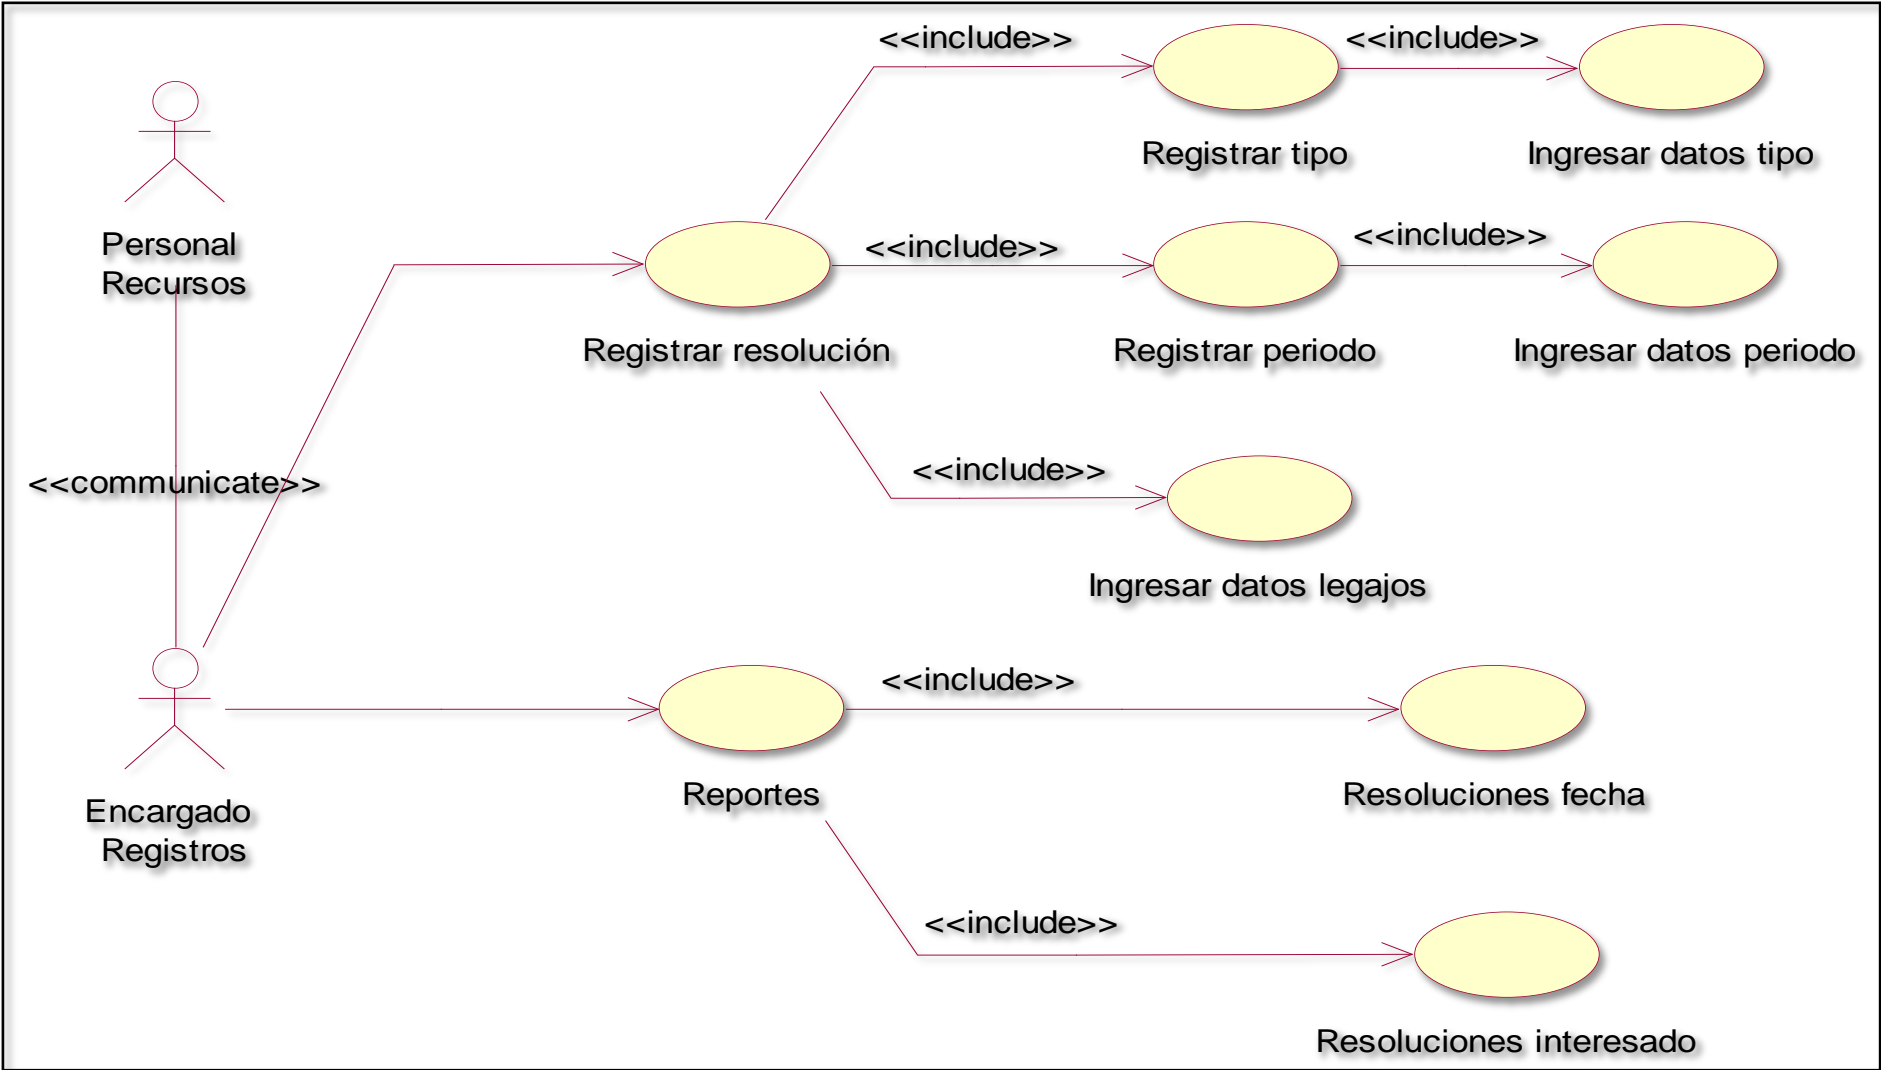 <<include>>
<<include>>
Registrar tipo
Ingresar datos tipo
Personal
Recursos
<<include>>
<<include>>
Registrar resolución
Registrar periodo
Ingresar datos periodo
<<communicate>>
<<include>>
Ingresar datos legajos
<<include>>
Encargado
Registros
Reportes
Resoluciones fecha
<<include>>
Resoluciones interesado